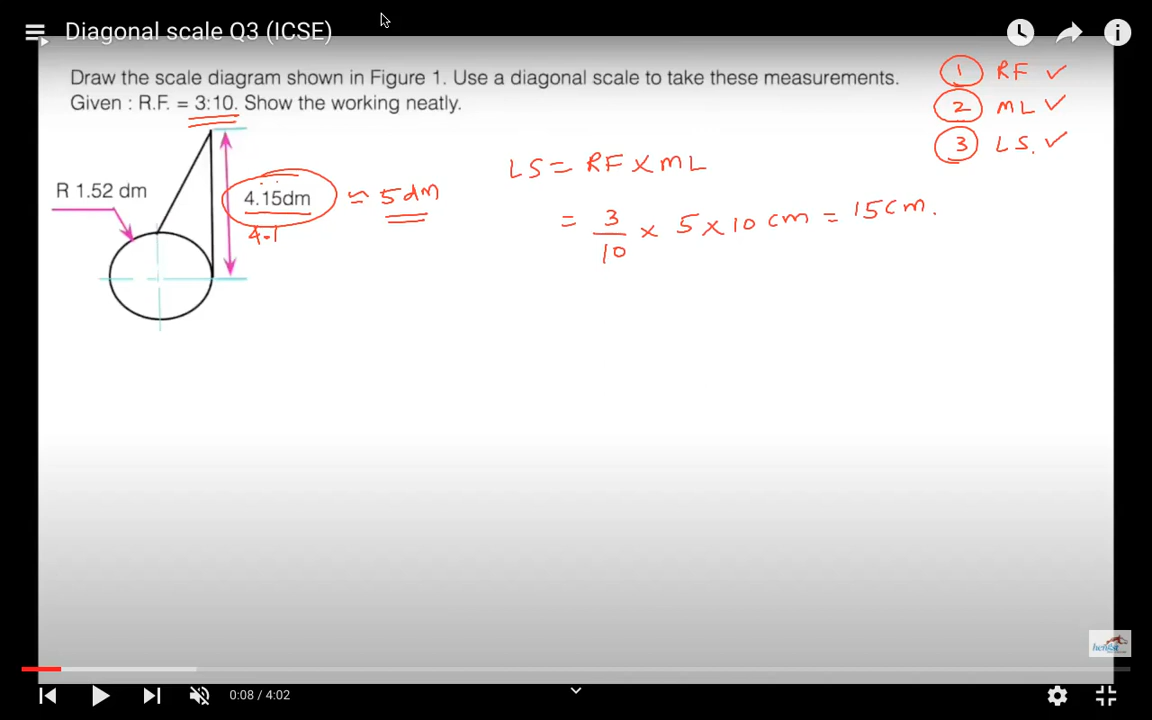 Diagonal scale Q3 (ICSE)
Draw the scale diagram shown in Figure 1. Use a diagonal scale to take these measurements.
Given : R.F. = 3:10. Show the working neatly.
1 RF ✓
2 ML ✓
3 LS. ✓
R 1.52 dm
4.15dm ≃ 5dm
4.1
LS = RF × ML
= 3/10 × 5 × 10 cm = 15cm.
hengst
0:08 / 4:02